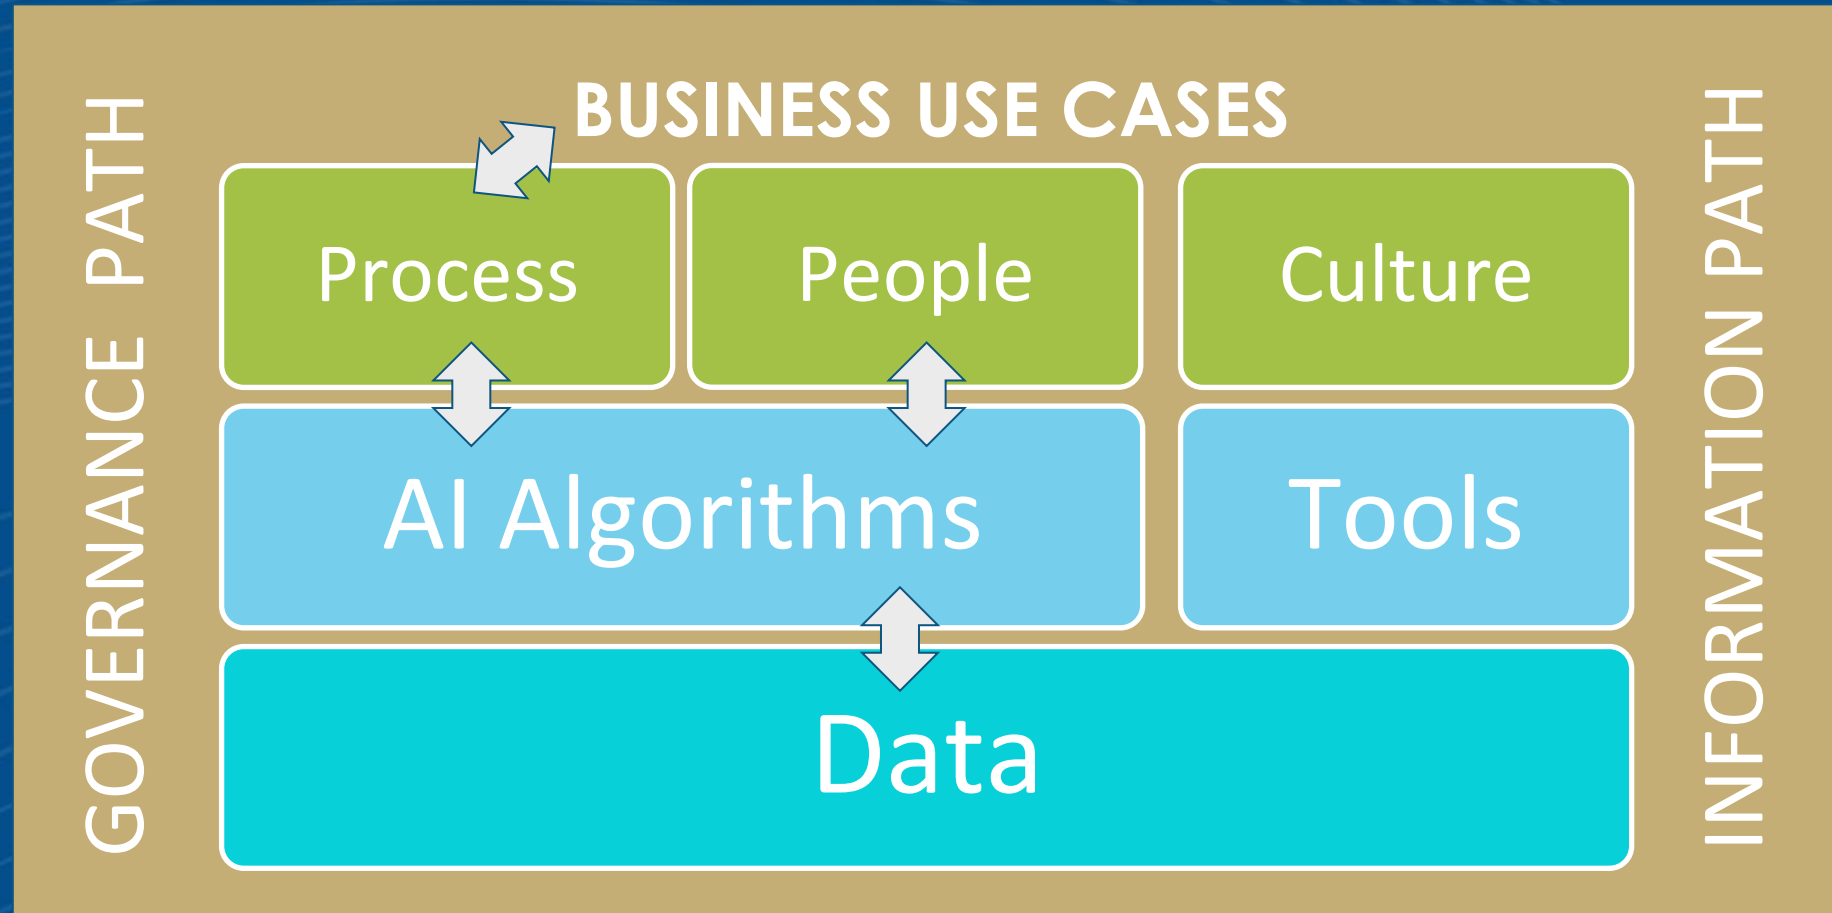 BUSINESS USE CASES
GOVERNANCE PATH
Process
People
Culture
AI Algorithms
Tools
Data
INFORMATION PATH